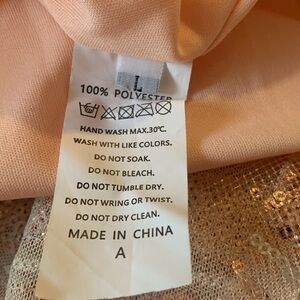 100% POLYESTER
HAND WASH MAX.30℃.
WASH WITH LIKE COLORS.
DO NOT SOAK.
DO NOT BLEACH.
DO NOT TUMBLE DRY.
DO NOT WRING OR TWIST.
DO NOT DRY CLEAN.
MADE IN CHINA
A